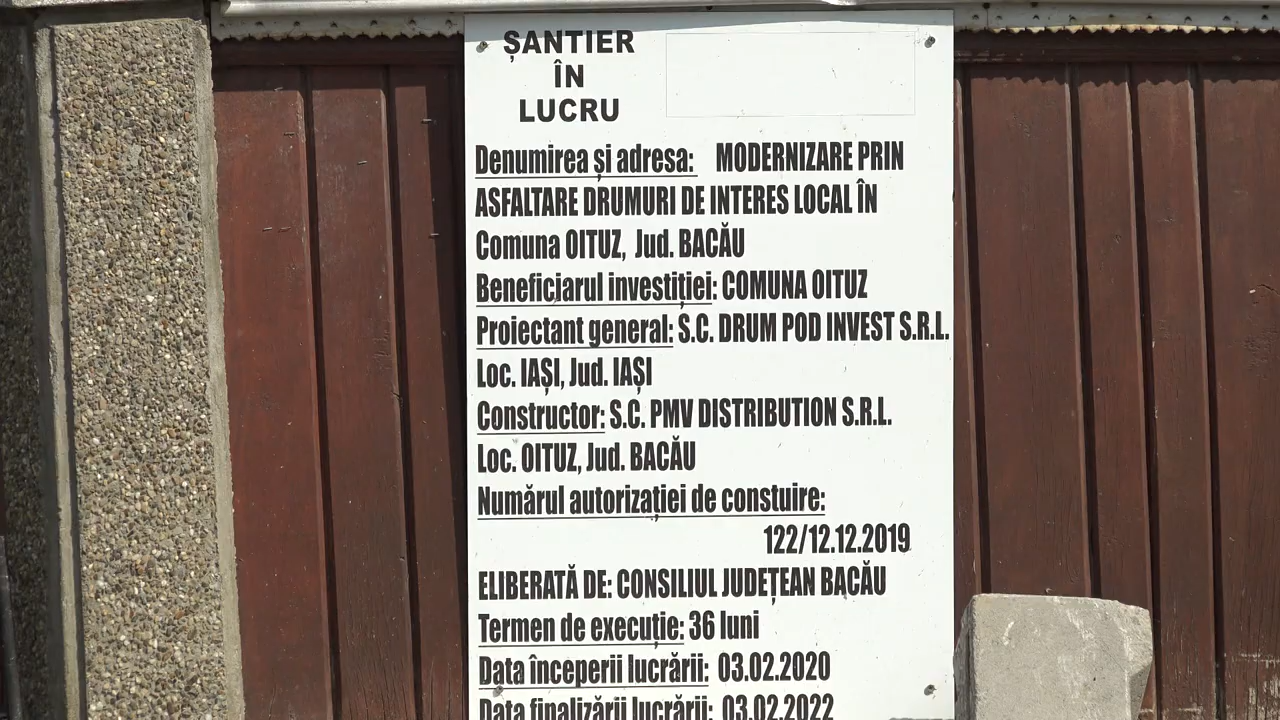 ȘANTIER
ÎN
LUCRU
Denumirea și adresa: MODERNIZARE PRIN
ASFALTARE DRUMURI DE INTERES LOCAL ÎN
Comuna OITUZ, Jud. BACĂU
Beneficiarul investiției: COMUNA OITUZ
Proiectant general: S.C. DRUM POD INVEST S.R.L.
Loc. IAȘI, Jud. IAȘI
Constructor: S.C. PMV DISTRIBUTION S.R.L.
Loc. OITUZ, Jud. BACĂU
Numărul autorizației de constuire:
122/12.12.2019
ELIBERATĂ DE: CONSILIUL JUDEȚEAN BACĂU
Termen de execuție: 36 luni
Data începerii lucrării: 03.02.2020
Data finalizării lucrării: 03.02.2022